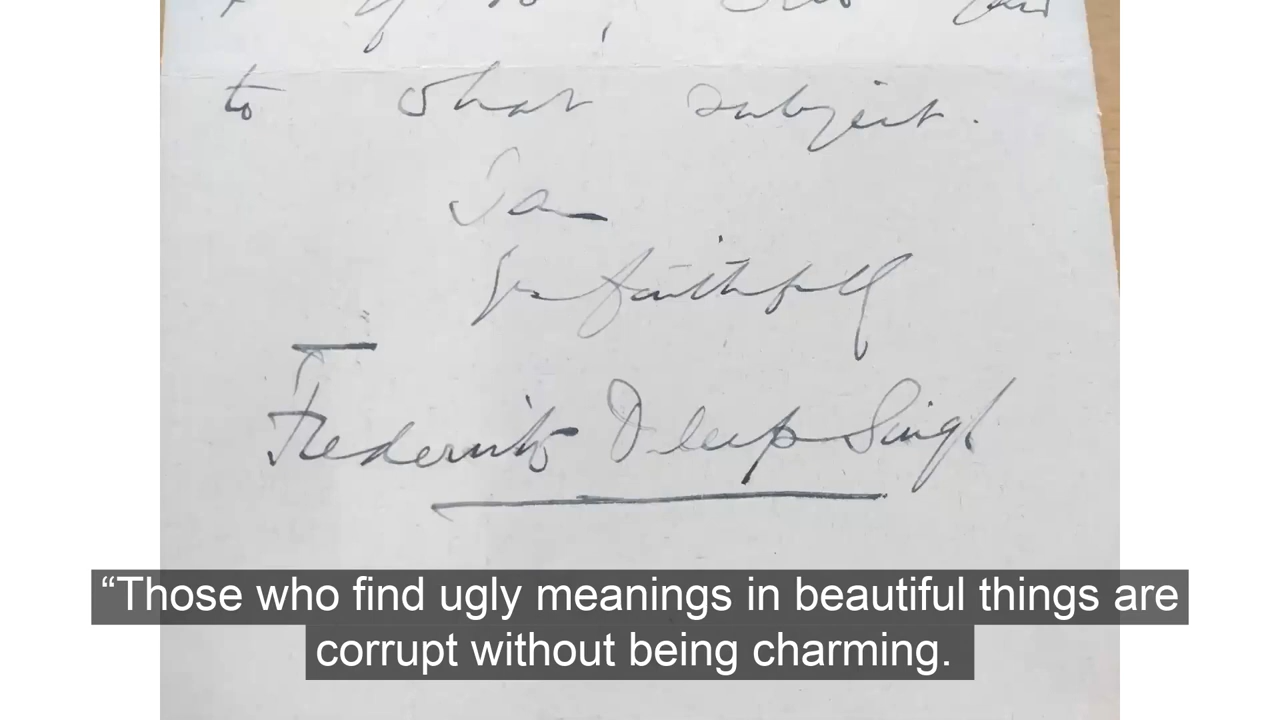 to what subject.
I am
Yrs faithfully
Frederick Duleep Singh
“Those who find ugly meanings in beautiful things are
corrupt without being charming.